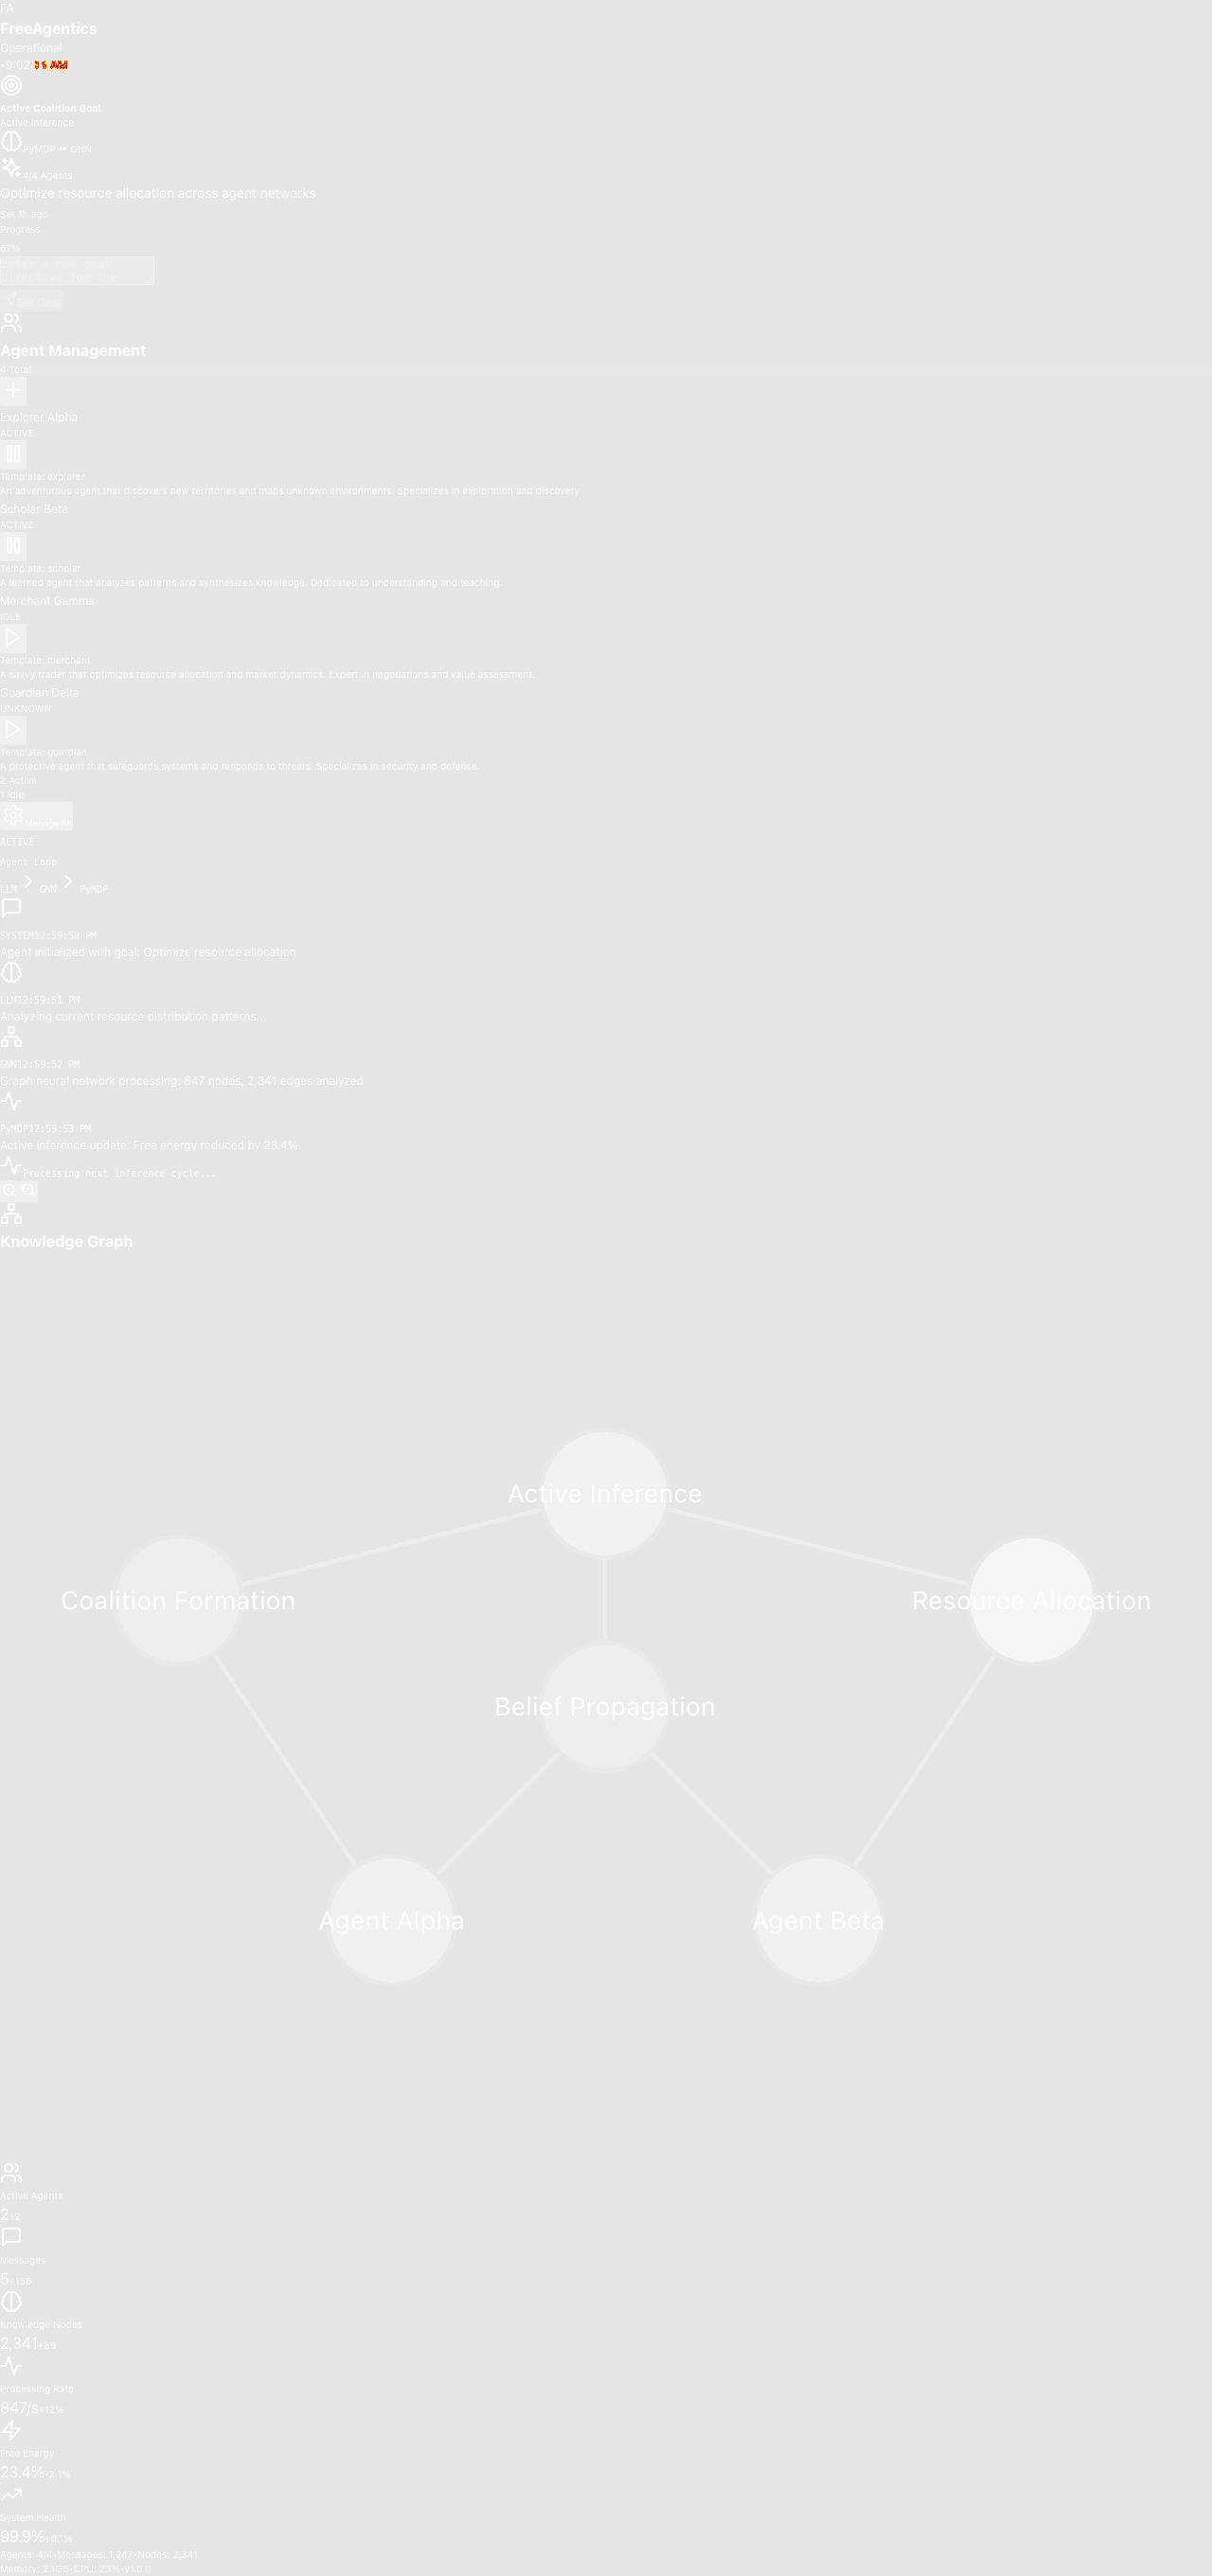 FA
FreeAgentics
Operational
•9:02
Active Coalition Goal
Active Inference
PyMDP ↔ GNN
4/4 Agents
Optimize resource allocation across agent networks
Set 1h ago
Progress
67%
Set Goal
Agent Management
4 Total
Explorer Alpha
ACTIVE
Template: explorer
An adventurous agent that discovers new territories and maps unknown environments. Specializes in exploration and discovery.
Scholar Beta
ACTIVE
Template: scholar
A learned agent that analyzes patterns and synthesizes knowledge. Dedicated to understanding and teaching.
Merchant Gamma
IDLE
Template: merchant
A savvy trader that optimizes resource allocation and market dynamics. Expert in negotiations and value assessment.
Guardian Delta
UNKNOWN
Template: guardian
A protective agent that safeguards systems and responds to threats. Specializes in security and defense.
2 Active
1 Idle
Manage All
ACTIVE
Agent Loop
LLM > GNN > PyMDP
SYSTEM12:59:50 PM
Agent initialized with goal: Optimize resource allocation
LLM12:59:51 PM
Analyzing current resource distribution patterns...
GNN12:59:52 PM
Graph neural network processing: 847 nodes, 2,341 edges analyzed
PyMDP12:59:53 PM
Active inference update: Free energy reduced by 23.4%
Processing next inference cycle...
Knowledge Graph
Active Inference
Coalition Formation
Resource Allocation
Belief Propagation
Agent Alpha
Agent Beta
Active Agents
2+2
Messages
5+156
Knowledge Nodes
2,341+89
Processing Rate
847/s+12%
Free Energy
23.4%-2.1%
System Health
99.9%+0.1%
Agents: 4/4•Messages: 1,247•Nodes: 2,341
Memory: 2.1GB•CPU: 23%•v1.0.0